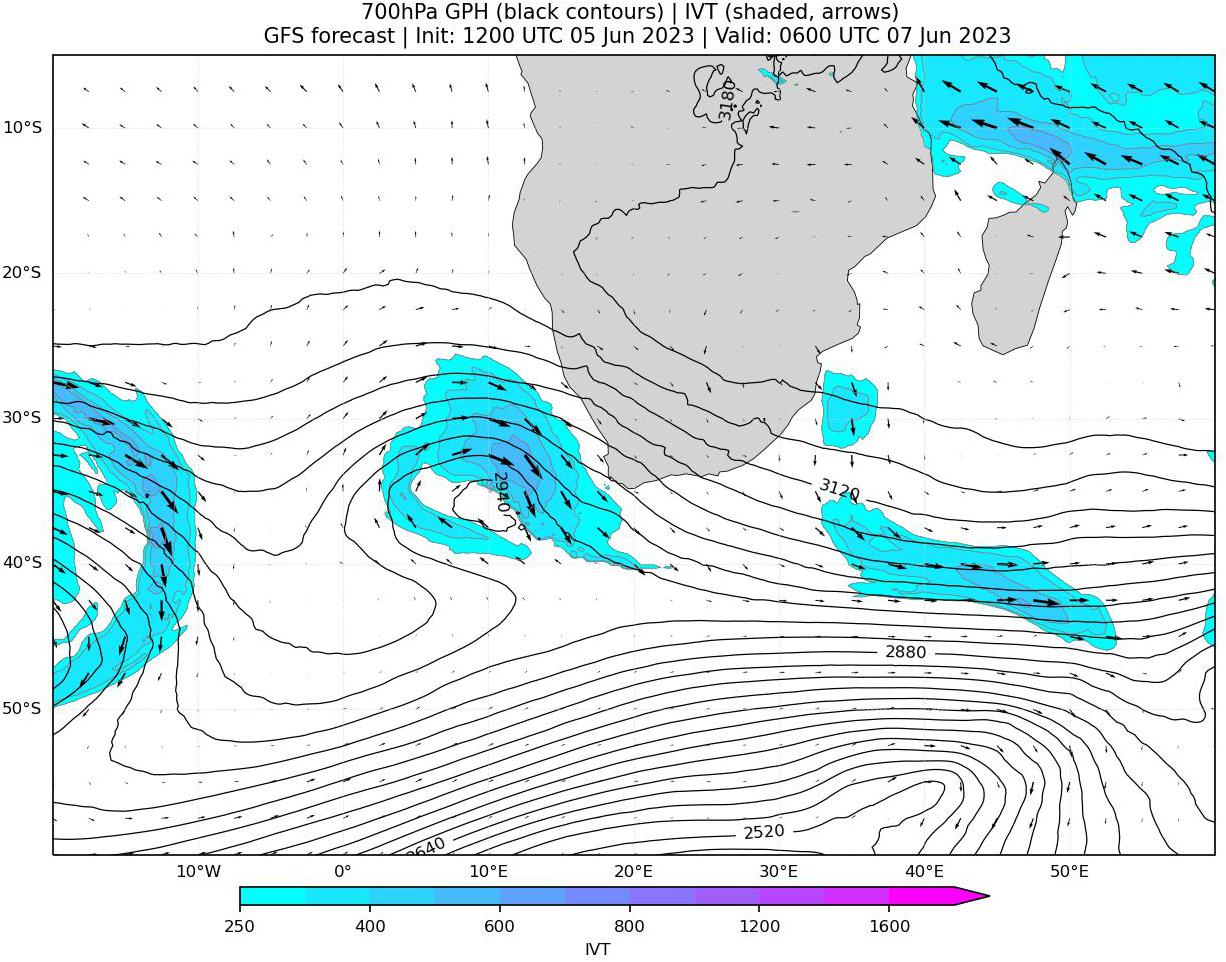 700hPa GPH (black contours) | IVT (shaded, arrows)
GFS forecast | Init: 1200 UTC 05 Jun 2023 | Valid: 0600 UTC 07 Jun 2023
3180
10°S
20°S
30°S
2940
3120
40°S
2880
50°S
2520
2640
10°W 0° 10°E 20°E 30°E 40°E 50°E
250 400 600 800 1200 1600
IVT